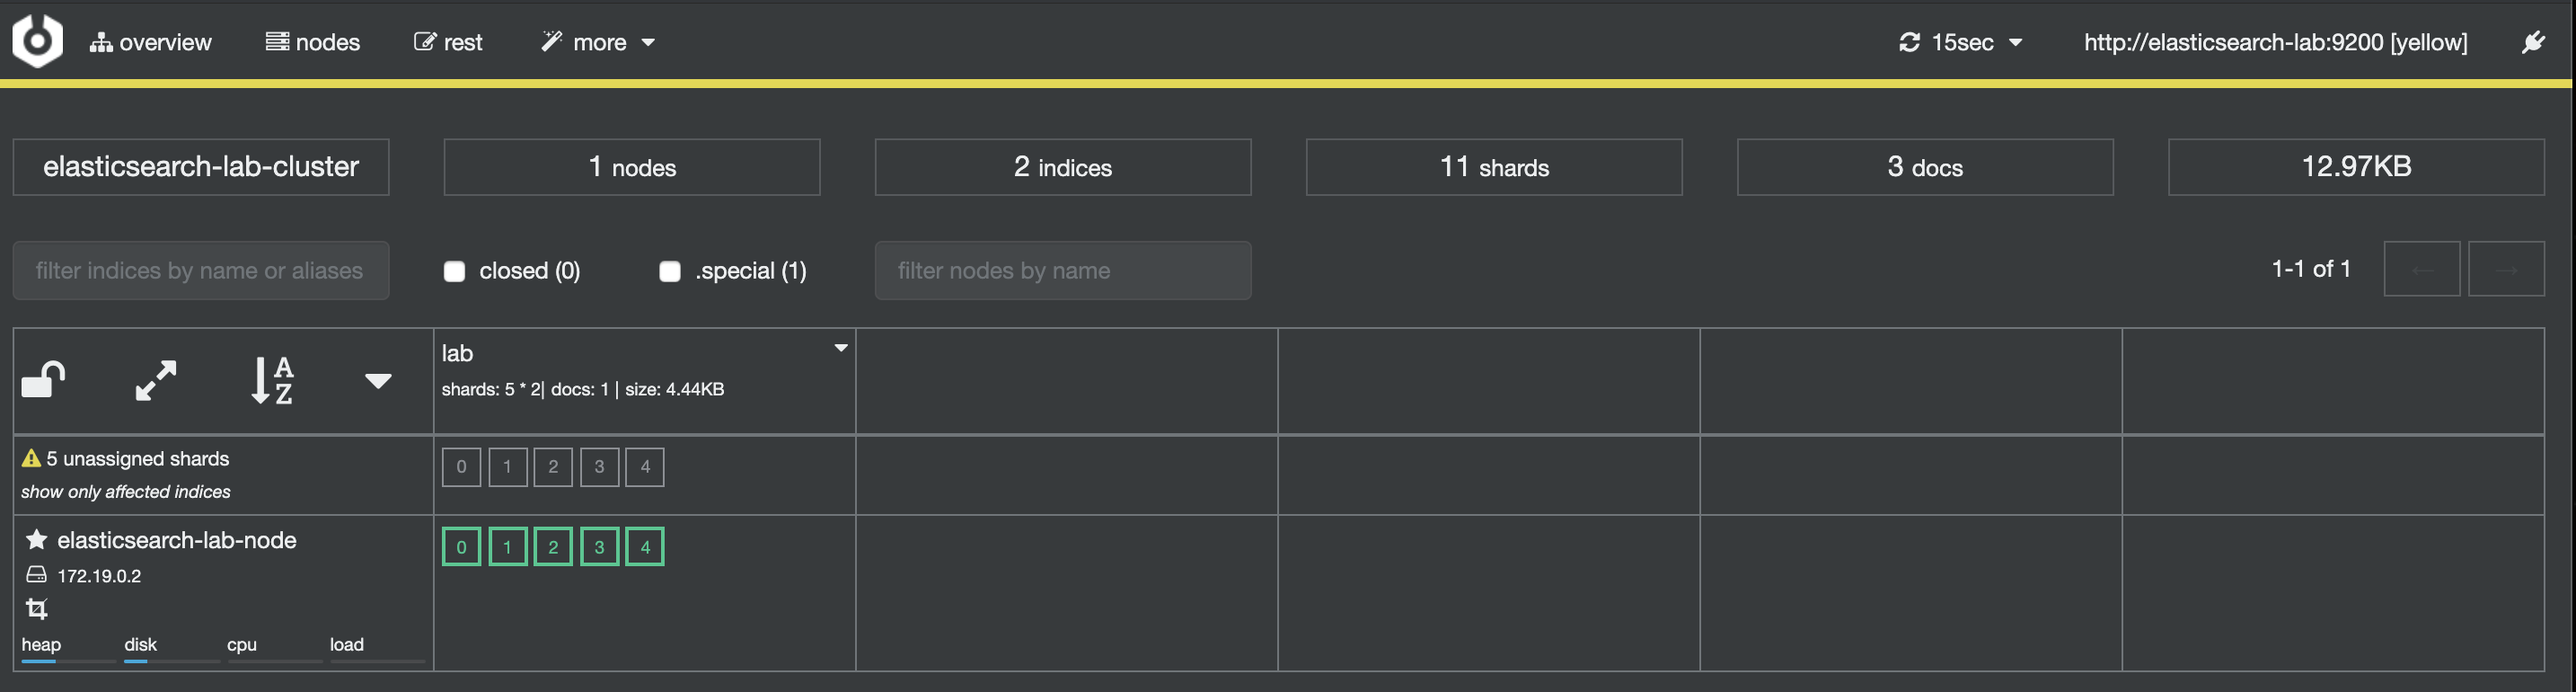 overview nodes rest more 15sec http://elasticsearch-lab:9200 [yellow]
elasticsearch-lab-cluster 1 nodes 2 indices 11 shards 3 docs 12.97KB
filter indices by name or aliases closed (0) .special (1) filter nodes by name 1-1 of 1 ← →
A
Z
lab
shards: 5 * 2| docs: 1 | size: 4.44KB
5 unassigned shards 0 1 2 3 4
show only affected indices
elasticsearch-lab-node 0 1 2 3 4
172.19.0.2
heap disk cpu load